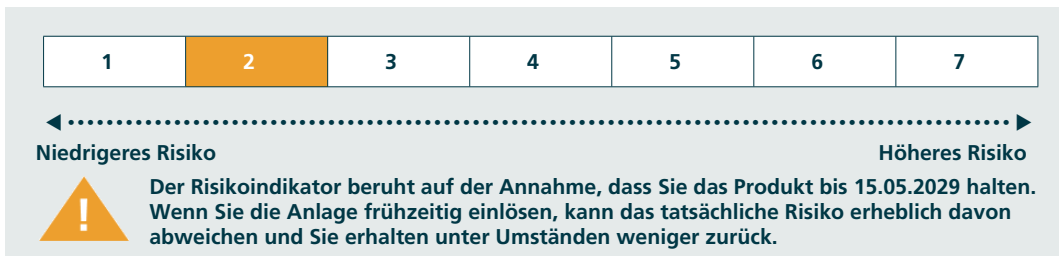 1 2 3 4 5 6 7
Niedrigeres Risiko Höheres Risiko
! Der Risikoindikator beruht auf der Annahme, dass Sie das Produkt bis 15.05.2029 halten.
Wenn Sie die Anlage frühzeitig einlösen, kann das tatsächliche Risiko erheblich davon
abweichen und Sie erhalten unter Umständen weniger zurück.